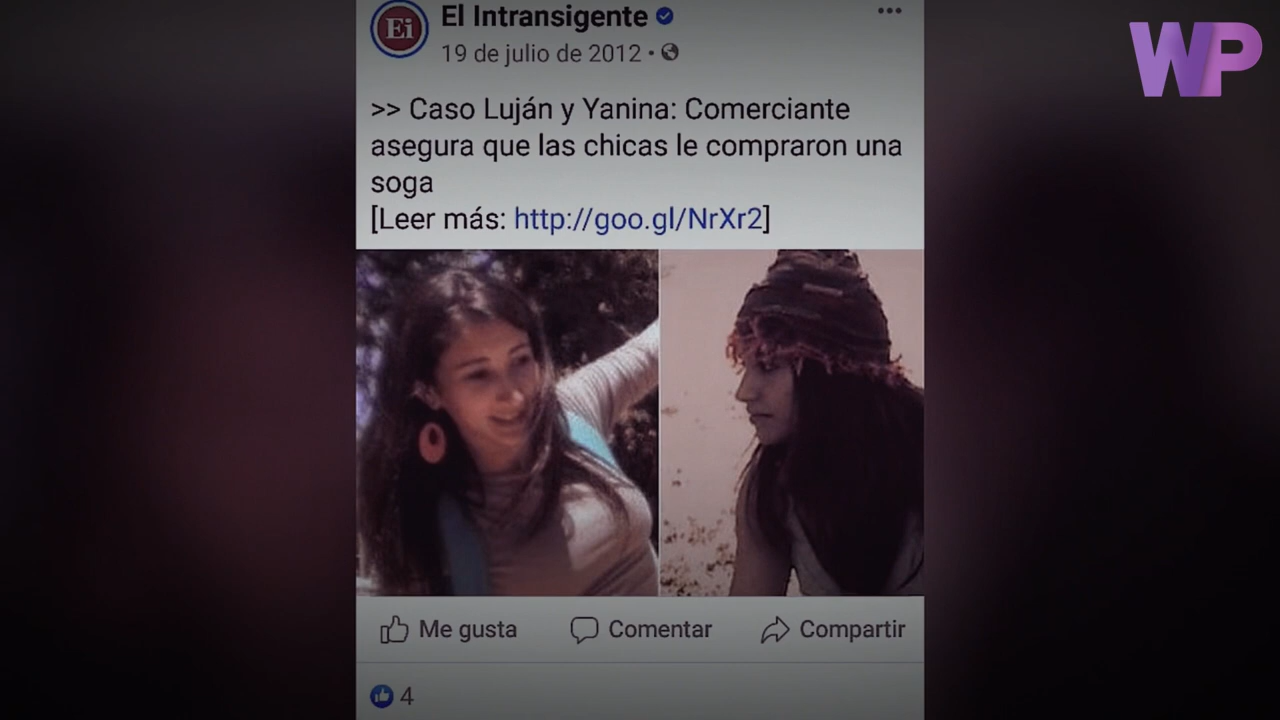 Ei
El Intransigente
19 de julio de 2012 •
WP
>> Caso Luján y Yanina: Comerciante
asegura que las chicas le compraron una
soga
[Leer más: http://goo.gl/NrXr2]
Me gusta
Comentar
Compartir
4